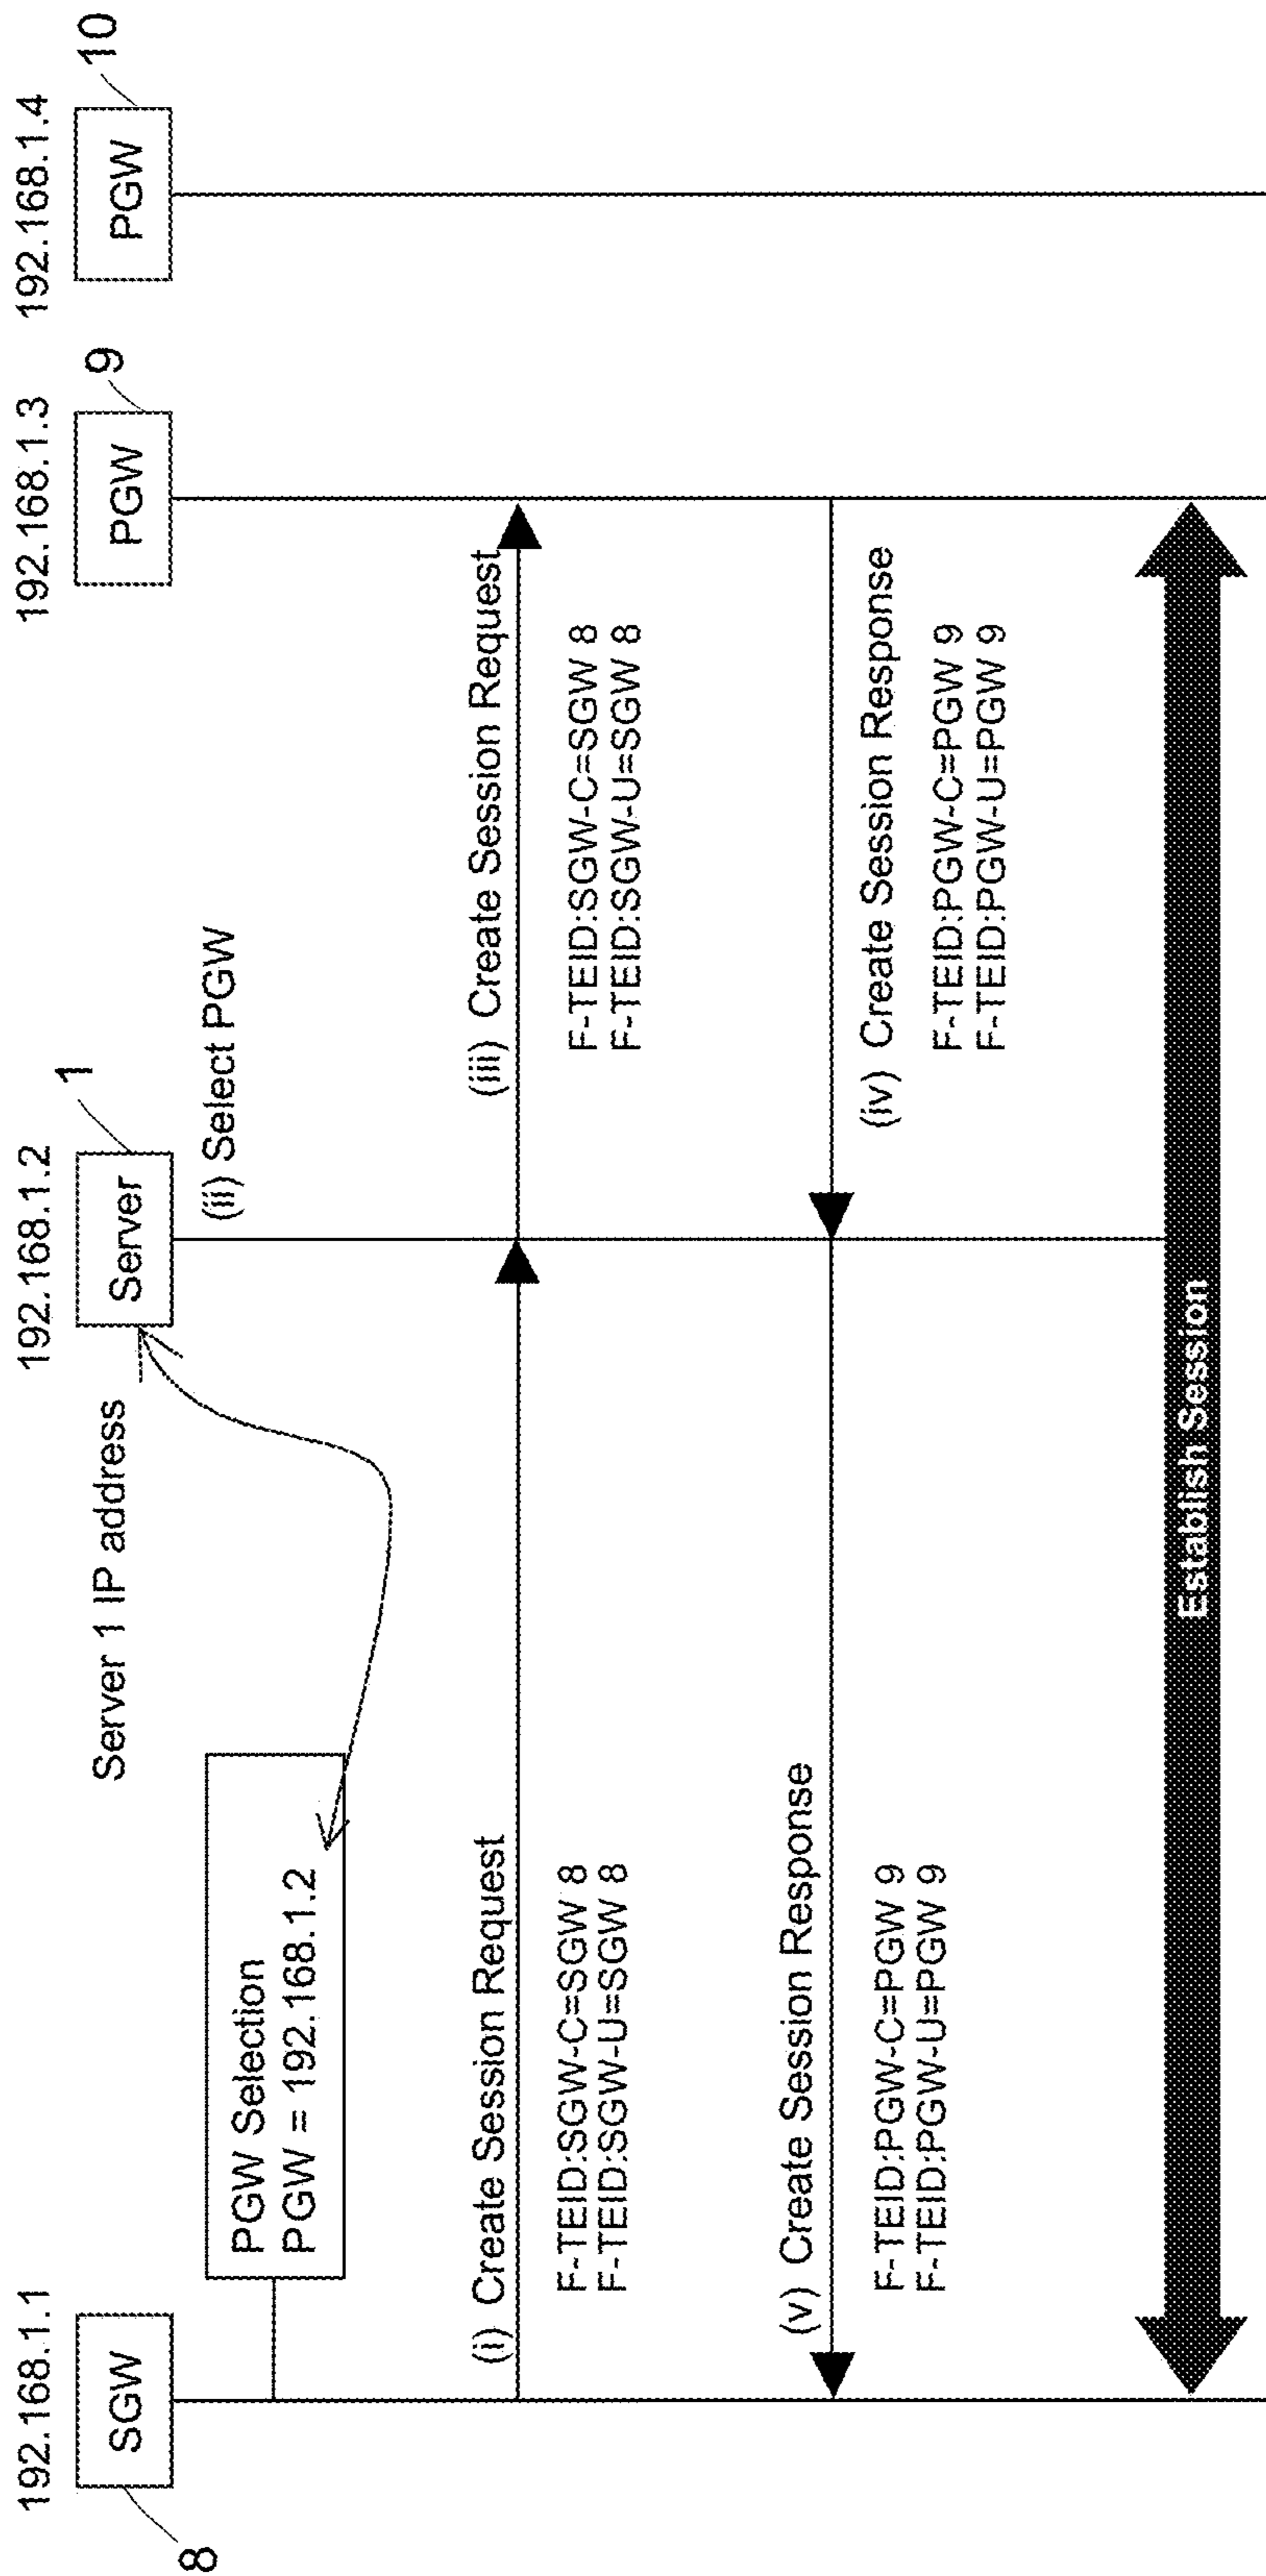 192.168.1.1
192.168.1.2
192.168.1.3
192.168.1.4
8
SGW
Server 1 IP address
Server
1
PGW
9
PGW
10
PGW Selection
PGW = 192.168.1.2
(ii) Select PGW
(i) Create Session Request
F-TEID:SGW-C=SGW 8
F-TEID:SGW-U=SGW 8
(iii) Create Session Request
F-TEID:SGW-C=SGW 8
F-TEID:SGW-U=SGW 8
(v) Create Session Response
F-TEID:PGW-C=PGW 9
F-TEID:PGW-U=PGW 9
(iv) Create Session Response
F-TEID:PGW-C=PGW 9
F-TEID:PGW-U=PGW 9
Establish Session